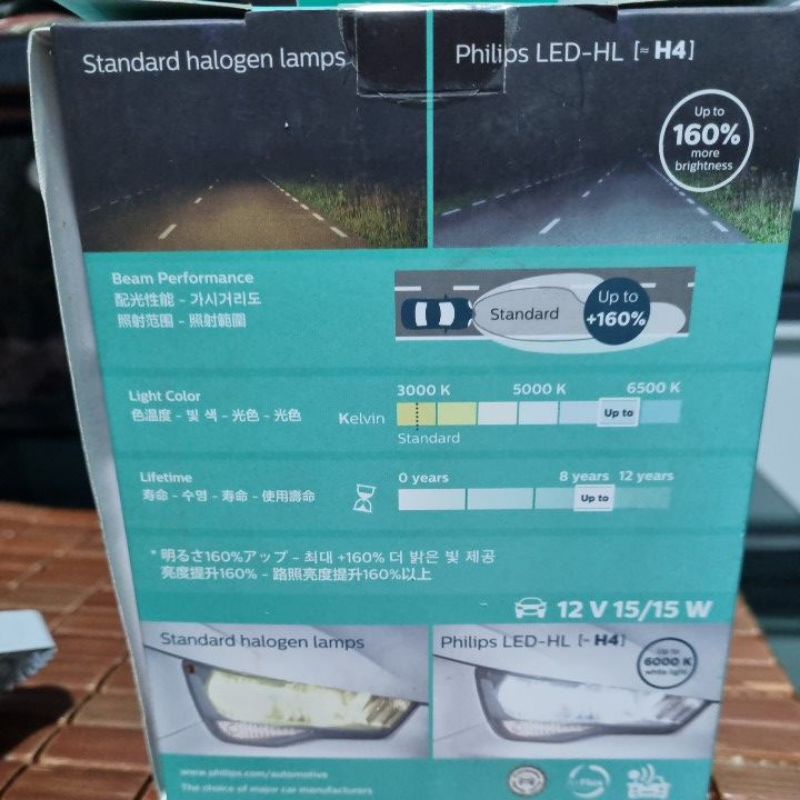 Standard halogen lamps
Philips LED-HL [≈ H4]
Up to
160%
more
brightness
Beam Performance
配光性能 - 가시거리도
照射范围 - 照射範圍
Standard
Up to
+160%
Light Color
色温度 - 빛 색 - 光色 - 光色
Kelvin
3000 K 5000 K 6500 K
Up to
Standard
Lifetime
寿命 - 수명 - 寿命 - 使用壽命
0 years 8 years 12 years
Up to
* 明るさ160%アップ - 최대 +160% 더 밝은 빛 제공
亮度提升160% - 路照亮度提升160%以上
12 V 15/15 W
Standard halogen lamps
Philips LED-HL [~ H4]
Up to
6000 K
white light
www.philips.com/automotive
The choice of major car manufacturers